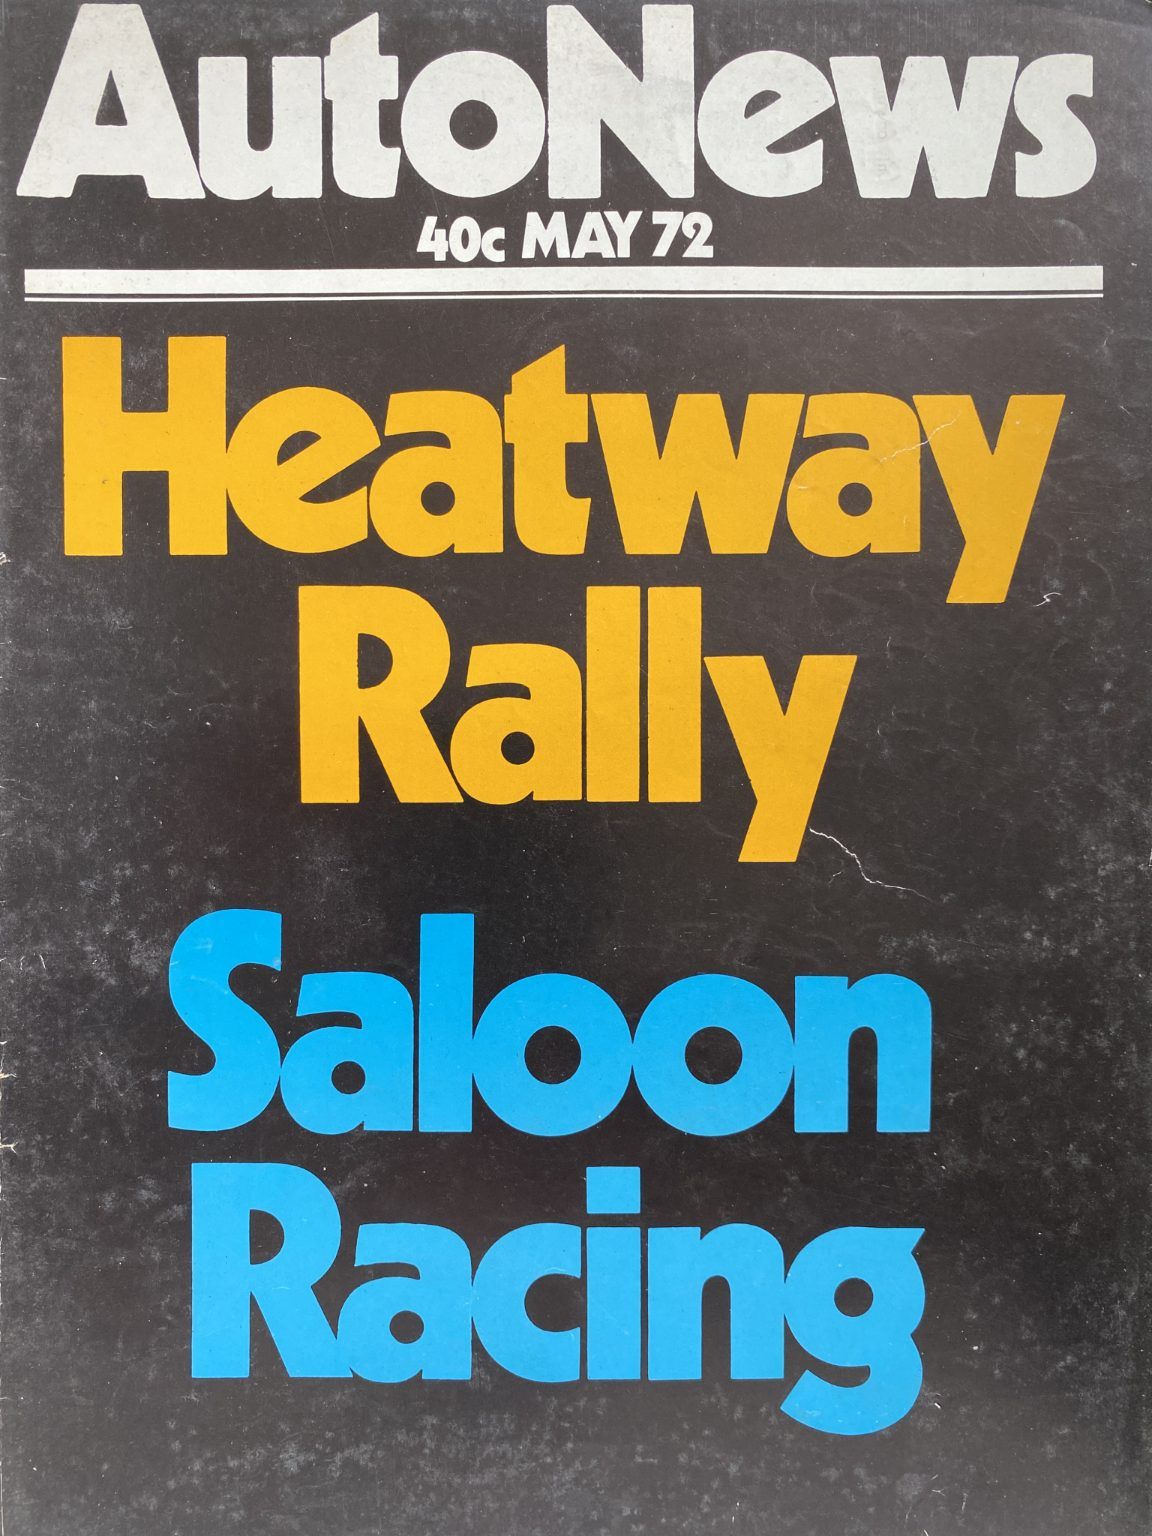 AutoNews
40c MAY 72
Heatway
Rally
Saloon
Racing